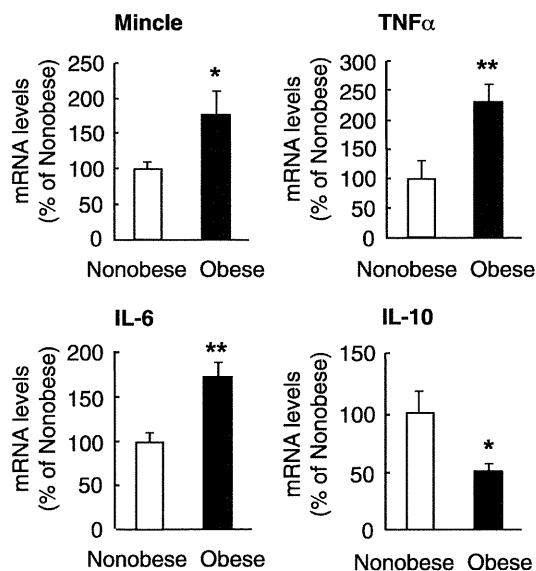 Mincle
mRNA levels
(% of Nonobese)
250
200
150
100
50
0
*
Nonobese Obese
TNFα
mRNA levels
(% of Nonobese)
300
250
200
150
100
50
0
**
Nonobese Obese
IL-6
mRNA levels
(% of Nonobese)
200
150
100
50
0
**
Nonobese Obese
IL-10
mRNA levels
(% of Nonobese)
150
100
50
0
*
Nonobese Obese